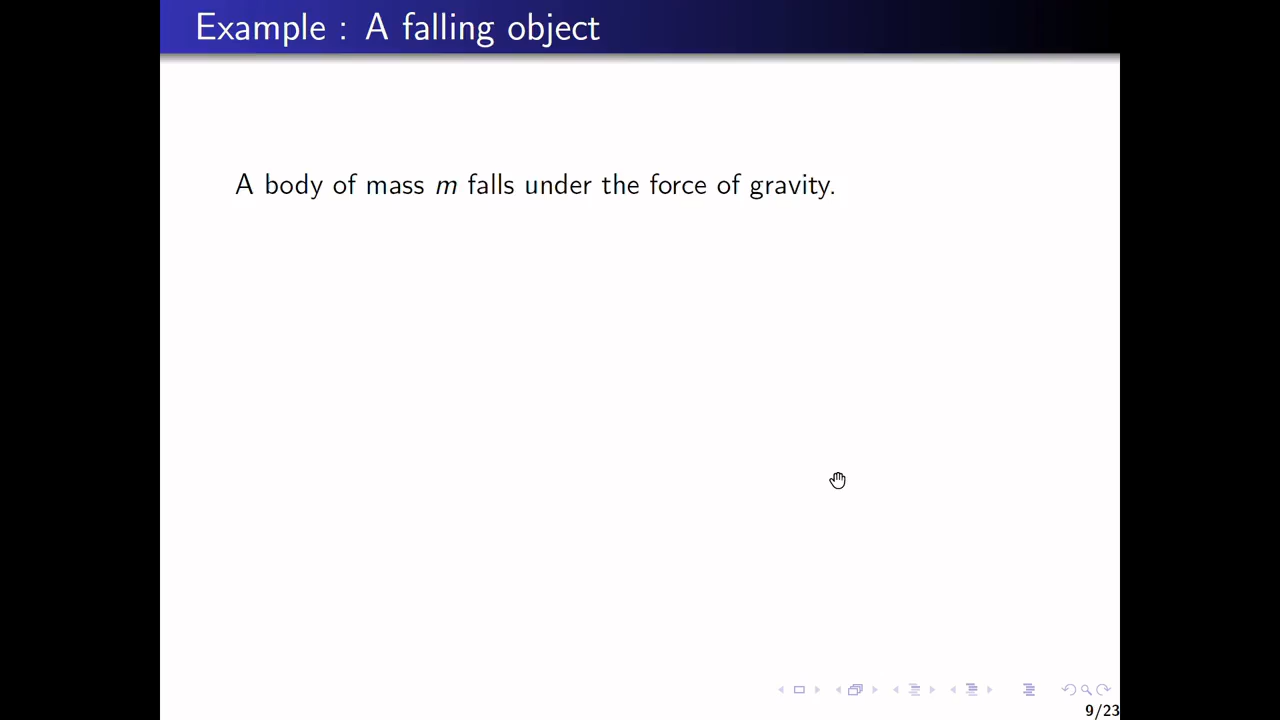 Example : A falling object
A body of mass m falls under the force of gravity.
9/23